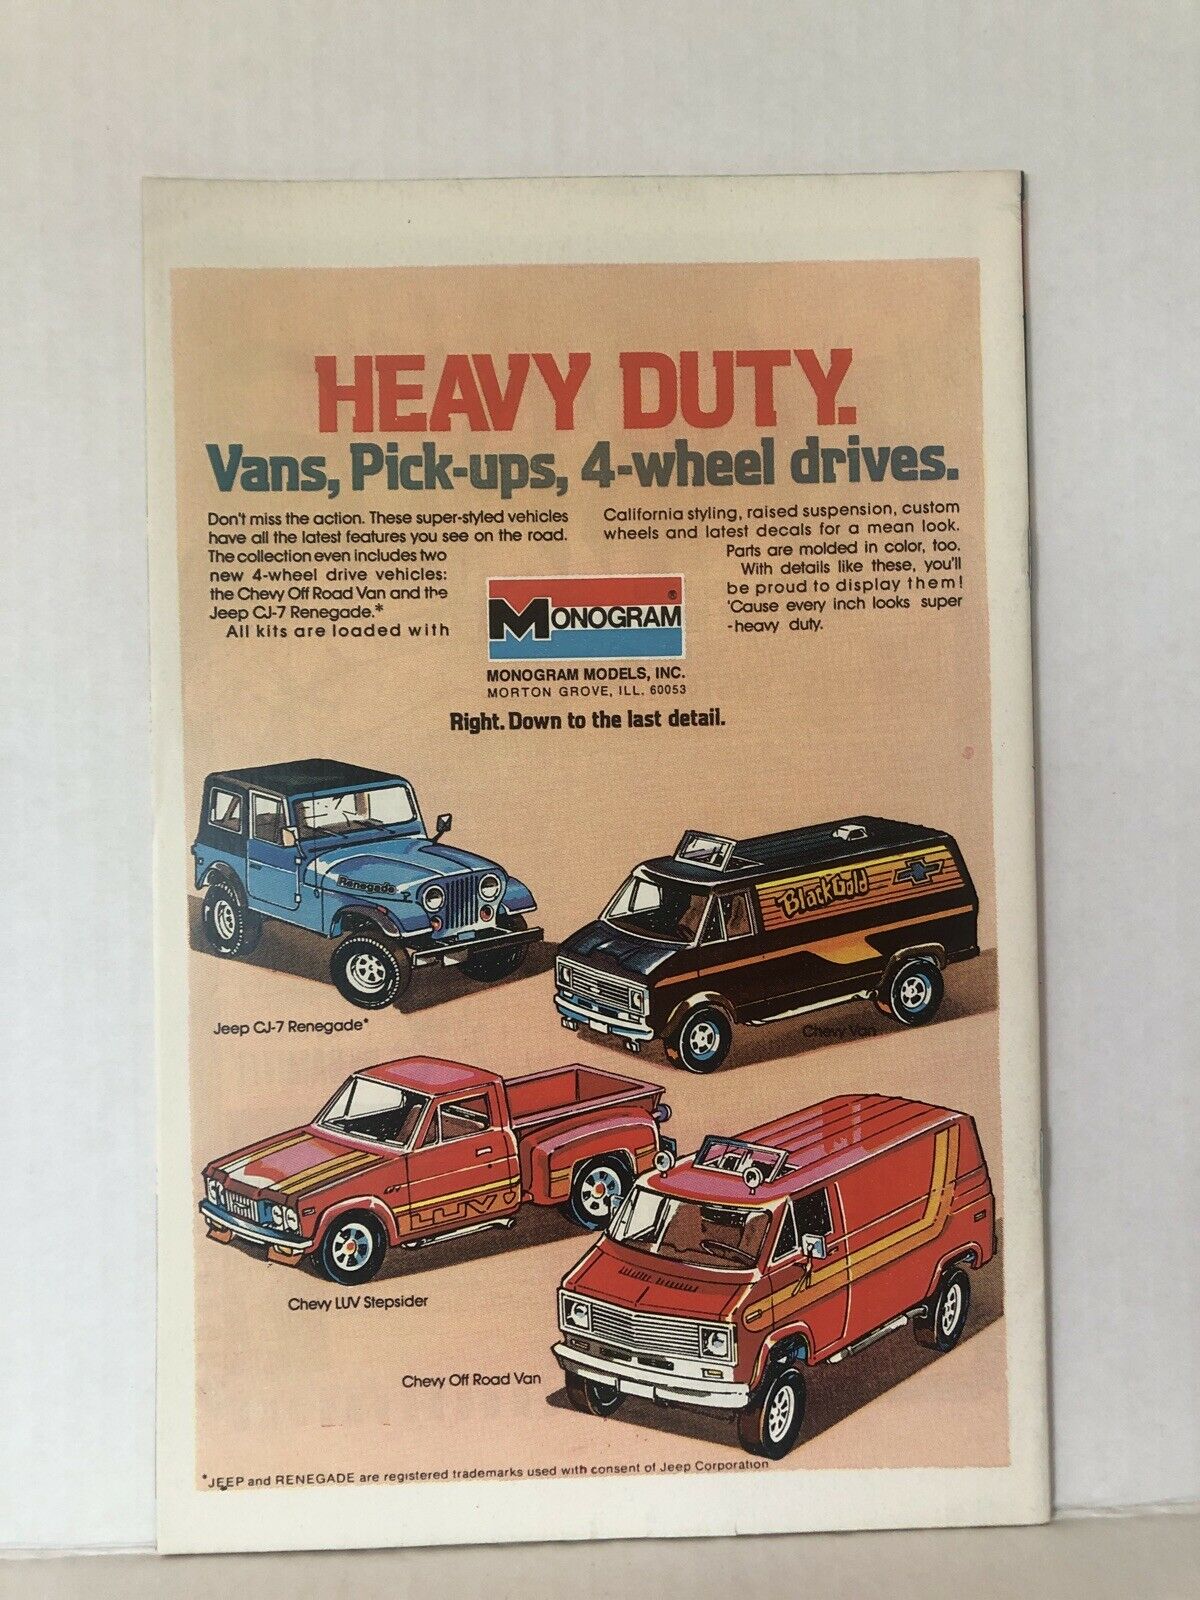 HEAVY DUTY.
Vans, Pick-ups, 4-wheel drives.
Don't miss the action. These super-styled vehicles
have all the latest features you see on the road.
The collection even includes two
new 4-wheel drive vehicles:
the Chevy Off Road Van and the
Jeep CJ-7 Renegade.*
All kits are loaded with
California styling, raised suspension, custom
wheels and latest decals for a mean look.
Parts are molded in color, too.
With details like these, you'll
be proud to display them!
'Cause every inch looks super
-heavy duty.
MONOGRAM ®
MONOGRAM MODELS, INC.
MORTON GROVE, ILL. 60053
Right. Down to the last detail.
Renegade
Jeep CJ-7 Renegade*
Black Gold
Chevy Van
LUV
Chevy LUV Stepsider
Chevy Off Road Van
*JEEP and RENEGADE are registered trademarks used with consent of Jeep Corporation